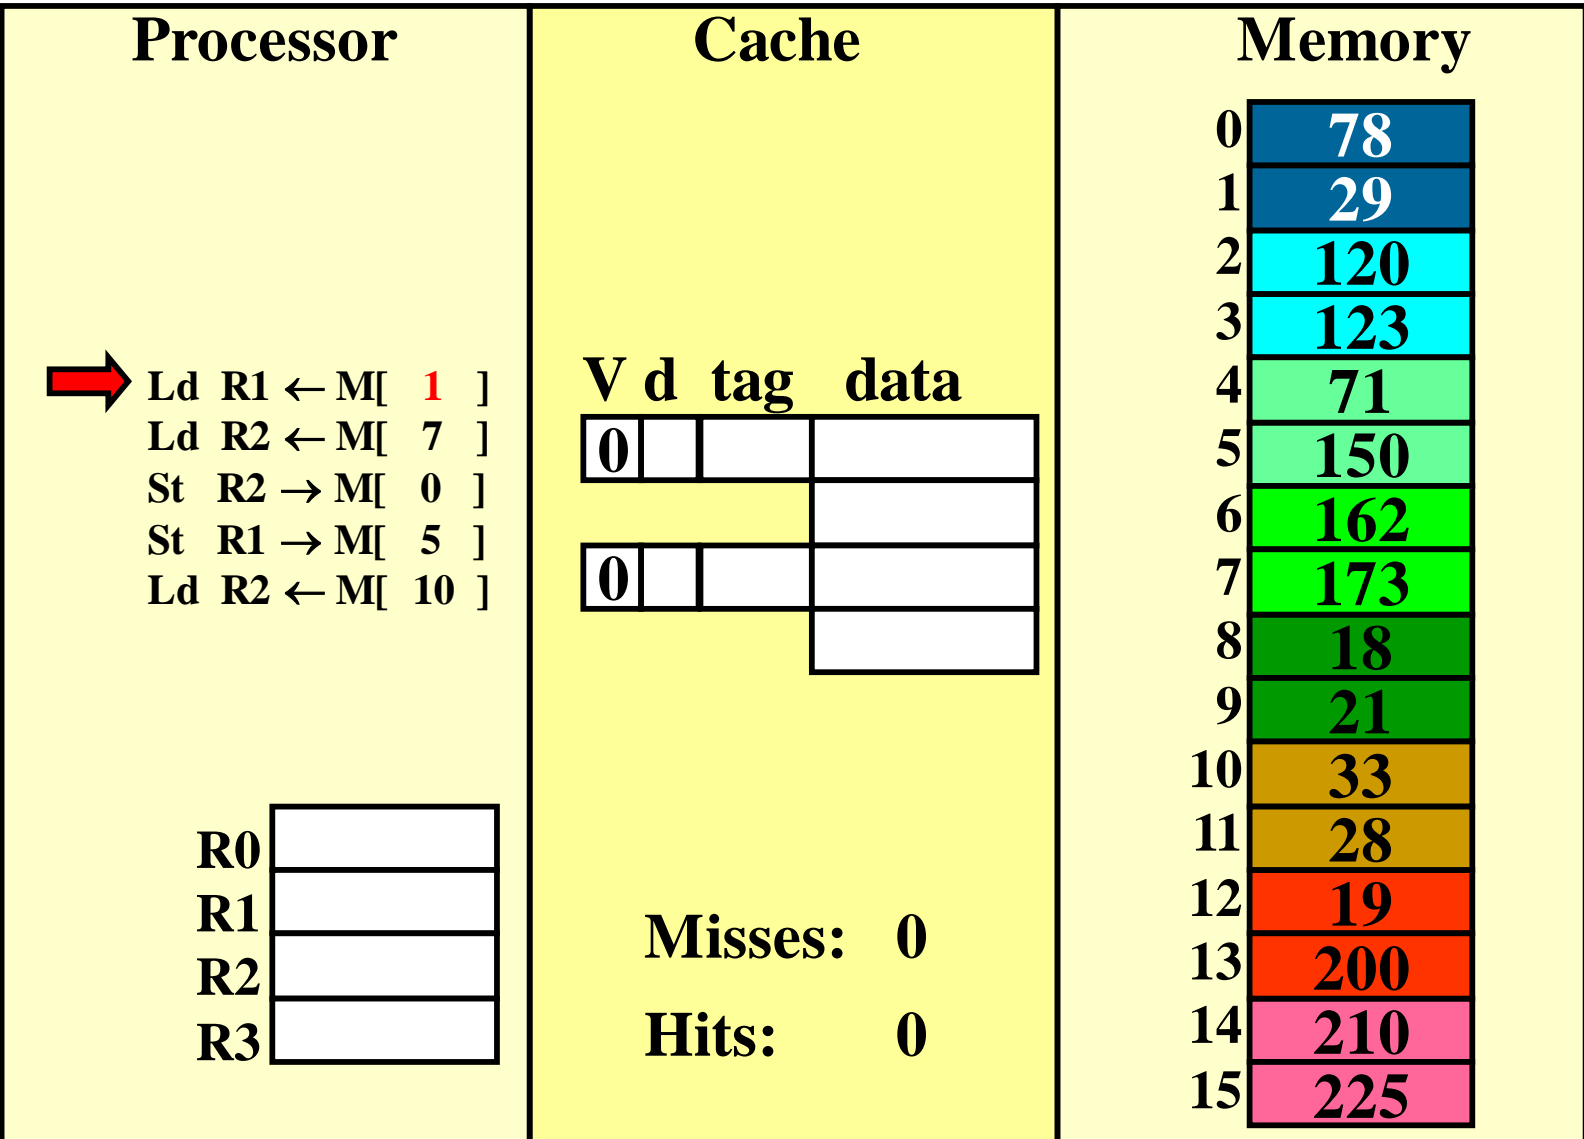 Processor
Ld R1 ← M[ 1 ]
Ld R2 ← M[ 7 ]
St R2 → M[ 0 ]
St R1 → M[ 5 ]
Ld R2 ← M[ 10 ]
R0
R1
R2
R3
Cache
V d tag data
0
0
Misses: 0
Hits: 0
Memory
0 78
1 29
2 120
3 123
4 71
5 150
6 162
7 173
8 18
9 21
10 33
11 28
12 19
13 200
14 210
15 225